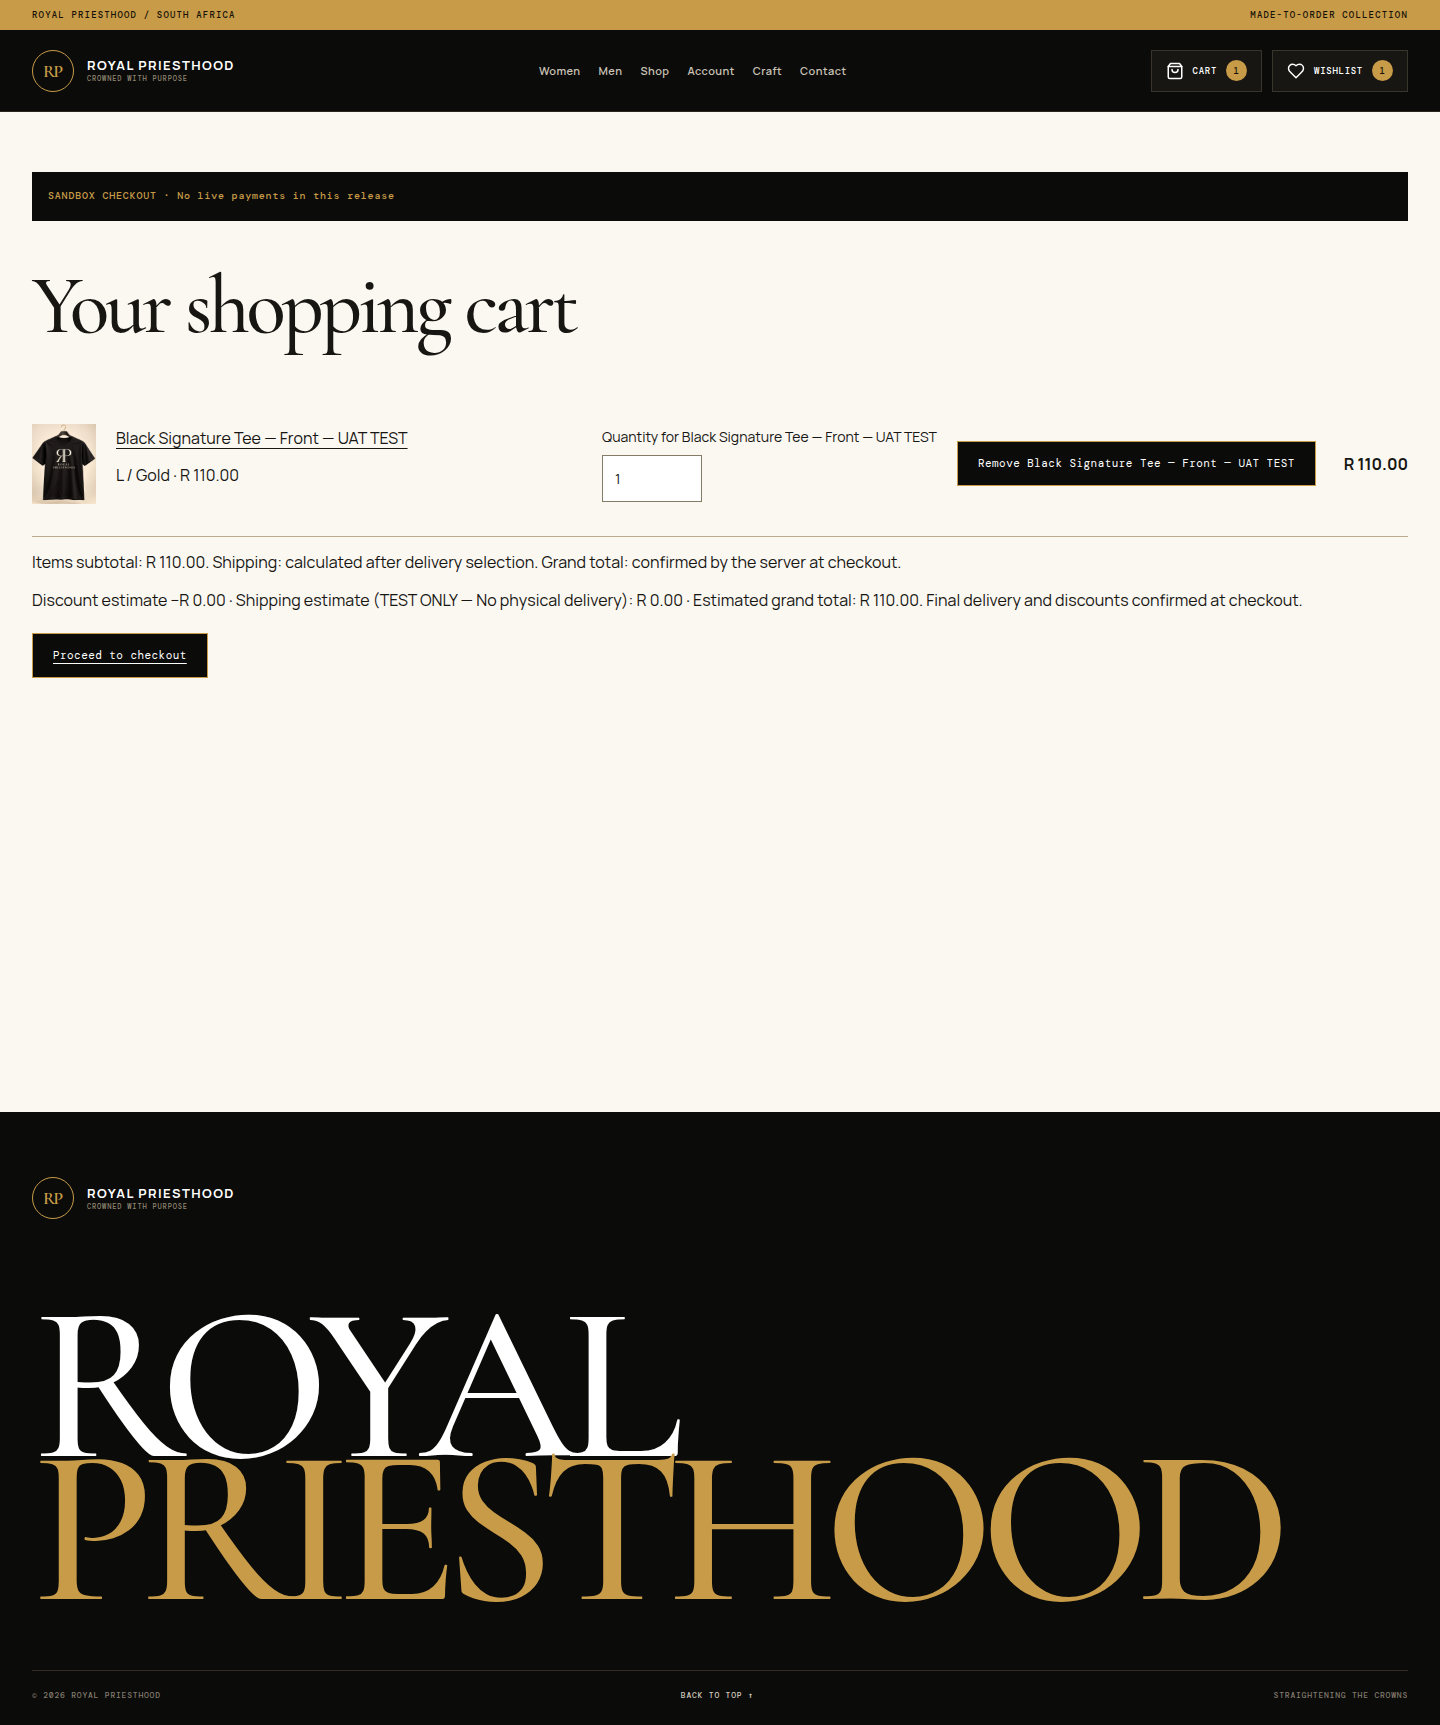 ROYAL PRIESTHOOD / SOUTH AFRICA
MADE-TO-ORDER COLLECTION
RP
ROYAL PRIESTHOOD
CROWNED WITH PURPOSE
Women Men Shop Account Craft Contact
CART 1
WISHLIST 1
SANDBOX CHECKOUT · No live payments in this release
Your shopping cart
RP
ROYAL
PRIESTHOOD
Black Signature Tee — Front — UAT TEST
L / Gold · R 110.00
Quantity for Black Signature Tee — Front — UAT TEST
1
Remove Black Signature Tee — Front — UAT TEST
R 110.00
Items subtotal: R 110.00. Shipping: calculated after delivery selection. Grand total: confirmed by the server at checkout.
Discount estimate −R 0.00 · Shipping estimate (TEST ONLY — No physical delivery): R 0.00 · Estimated grand total: R 110.00. Final delivery and discounts confirmed at checkout.
Proceed to checkout
RP
ROYAL PRIESTHOOD
CROWNED WITH PURPOSE
ROYAL
PRIESTHOOD
© 2026 ROYAL PRIESTHOOD
BACK TO TOP ↑
STRAIGHTENING THE CROWNS